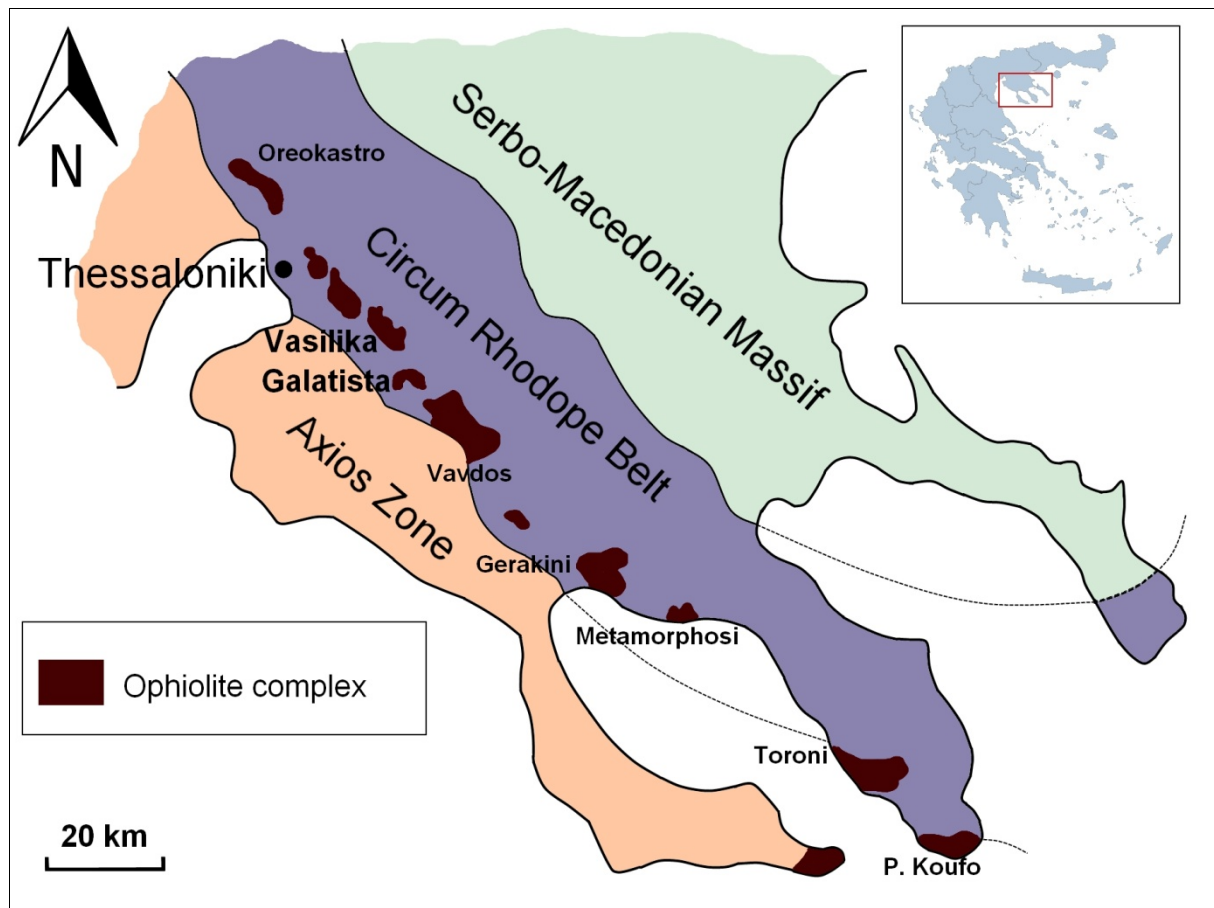 N
Oreokastro
Serbo-Macedonian Massif
Thessaloniki
Circum Rhodope Belt
Vasilika
Galatista
Axios Zone
Vavdos
Gerakini
Metamorphosi
Ophiolite complex
Toroni
20 km
P. Koufo